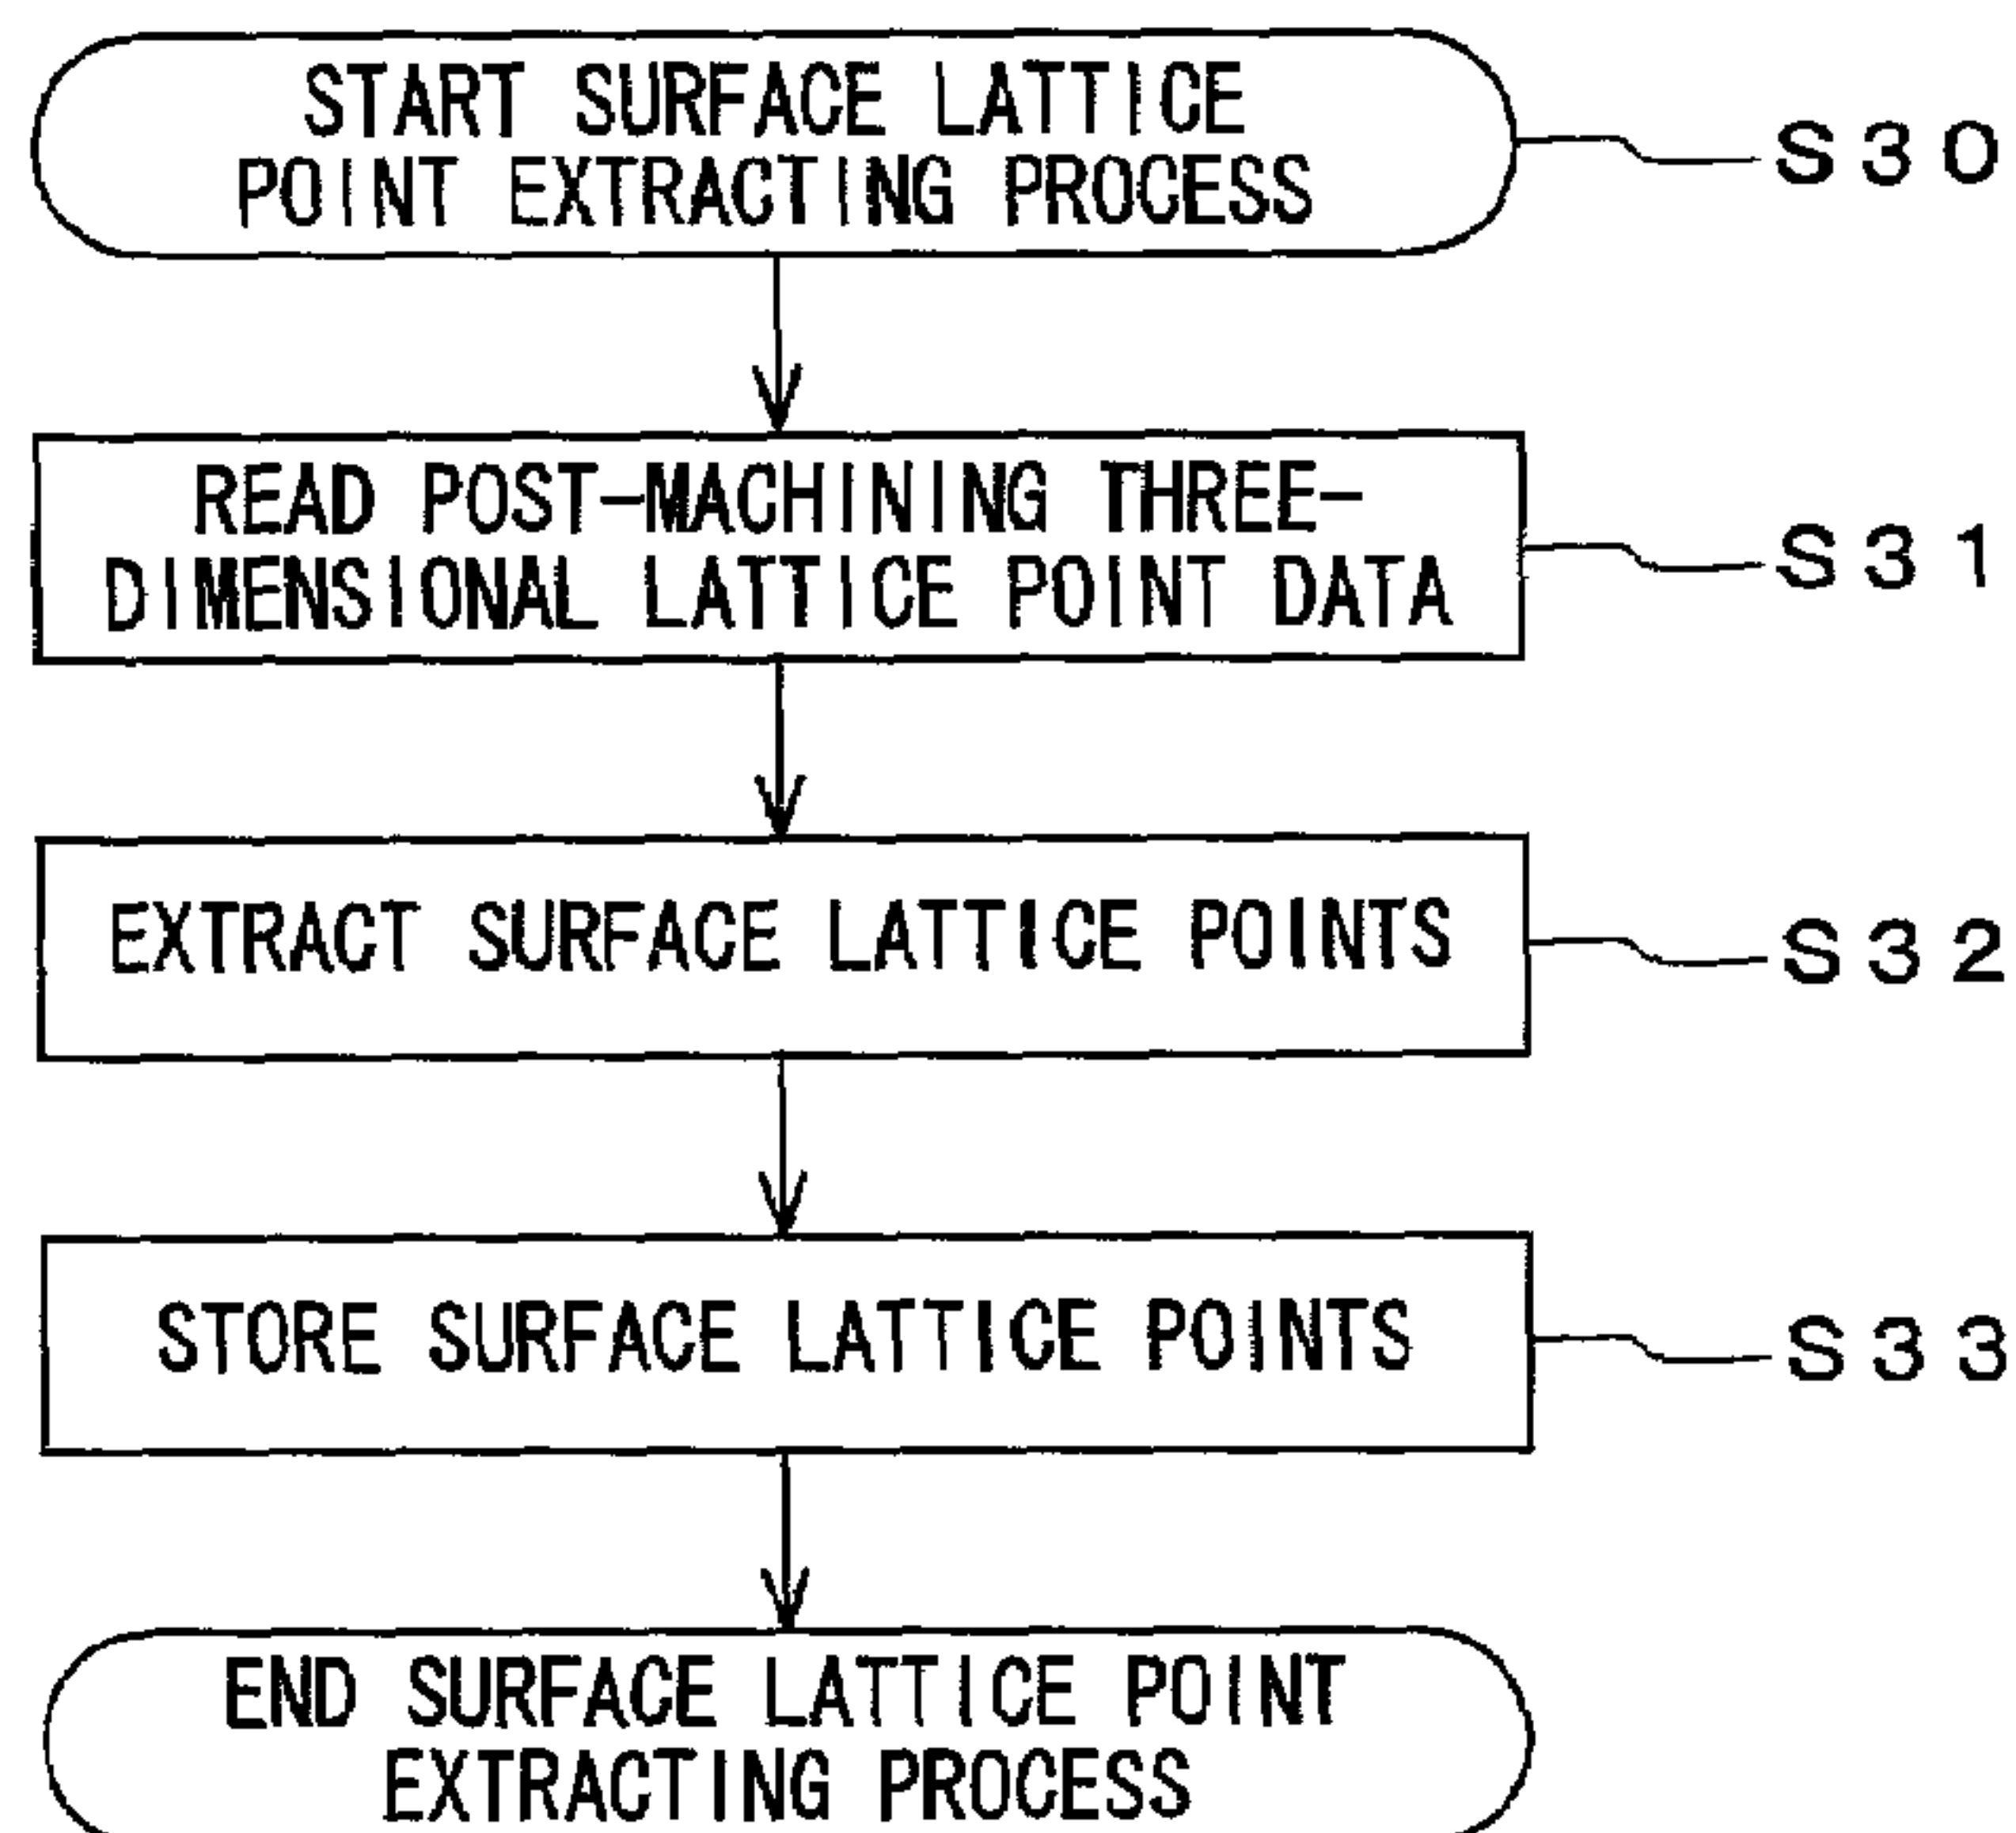 START SURFACE LATTICE
POINT EXTRACTING PROCESS
S30
READ POST-MACHINING THREE-
DIMENSIONAL LATTICE POINT DATA
S31
EXTRACT SURFACE LATTICE POINTS
S32
STORE SURFACE LATTICE POINTS
S33
END SURFACE LATTICE POINT
EXTRACTING PROCESS